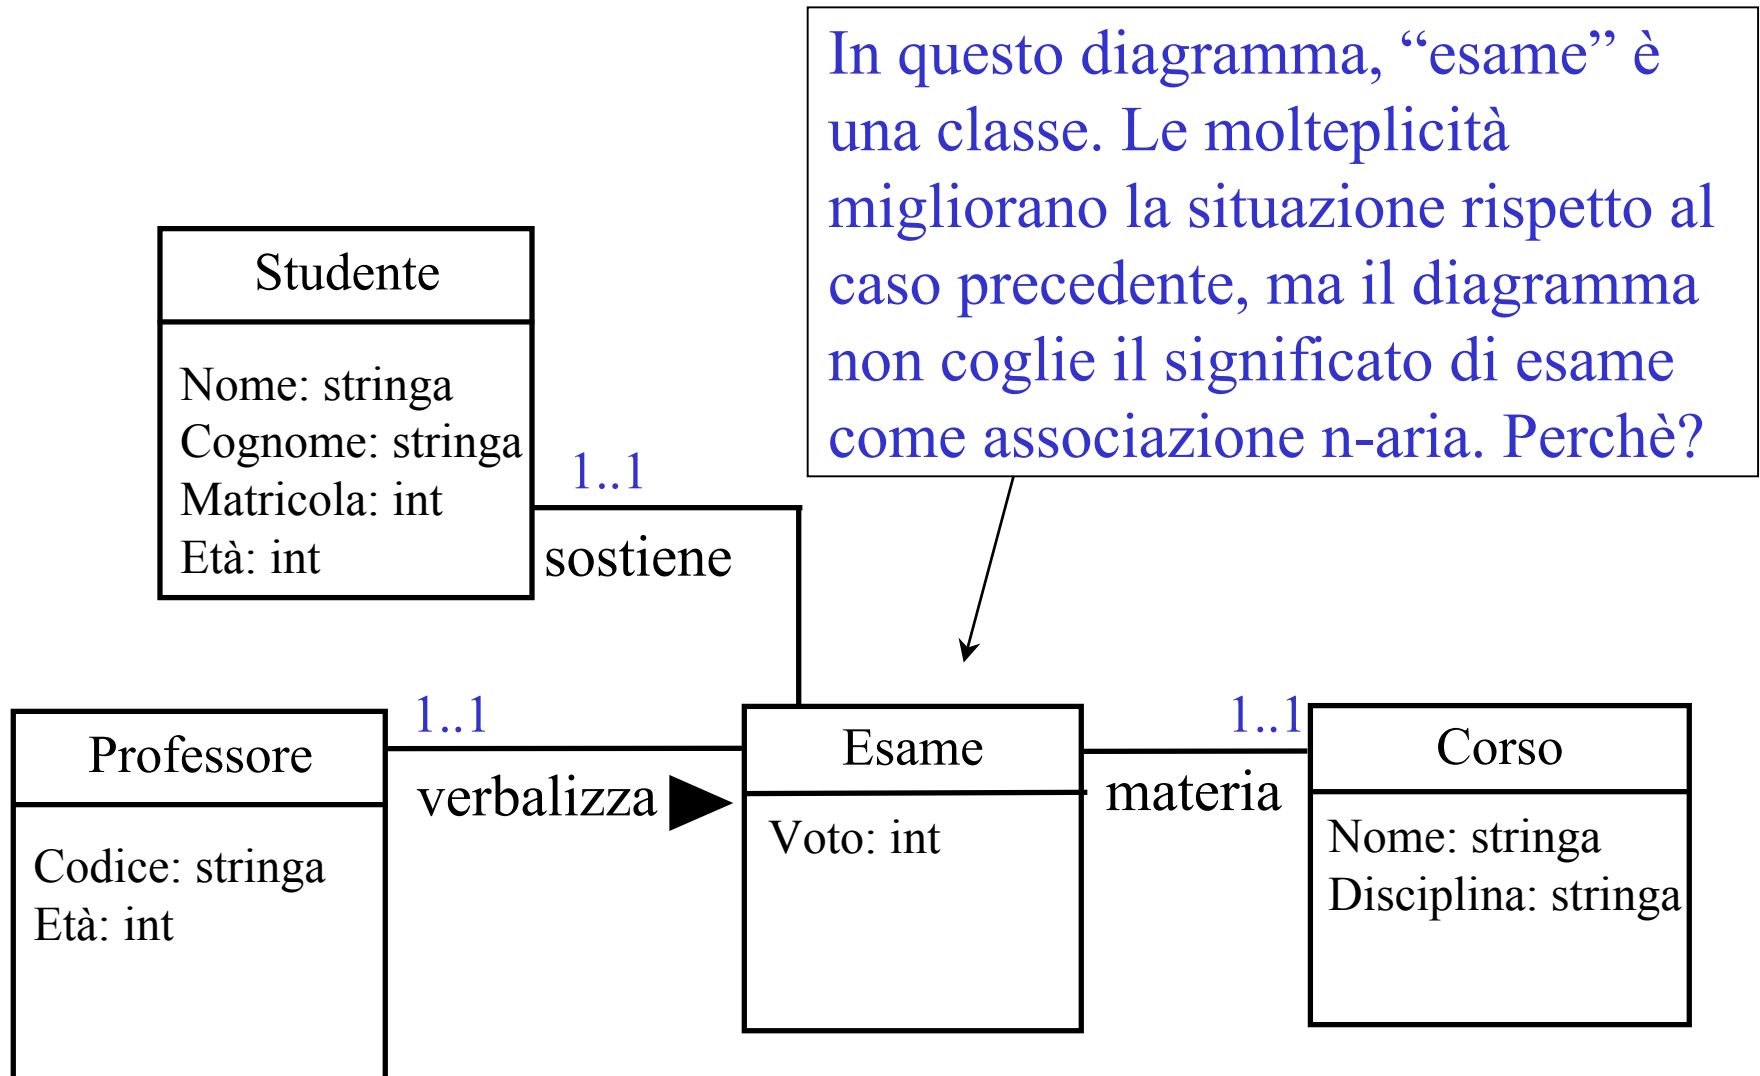 In questo diagramma, “esame” è
una classe. Le molteplicità
migliorano la situazione rispetto al
caso precedente, ma il diagramma
non coglie il significato di esame
come associazione n-aria. Perchè?
Studente
Nome: stringa
Cognome: stringa
Matricola: int
Età: int
1..1
sostiene
Professore
Codice: stringa
Età: int
1..1
verbalizza
Esame
Voto: int
1..1
materia
Corso
Nome: stringa
Disciplina: stringa